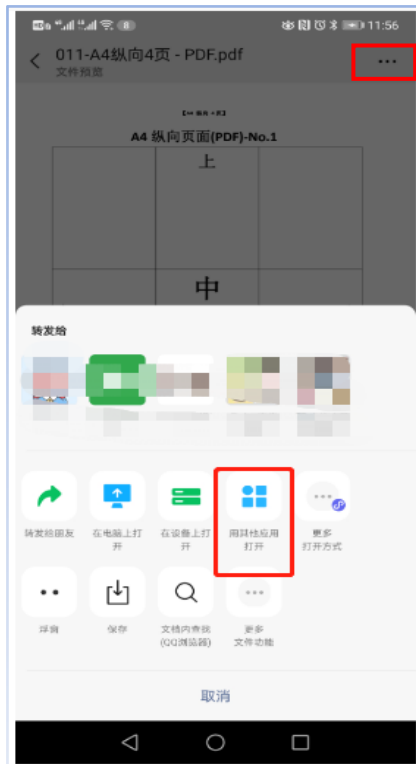 11:56
011-A4纵向4页 - PDF.pdf
文件预览
A4 纵向页面(PDF)-No.1
上
中
转发给
转发给朋友
在电脑上打
开
在设备上打
开
用其他应用
打开
更多
打开方式
浮窗
保存
文档内查找
(QQ浏览器)
更多
文件功能
取消